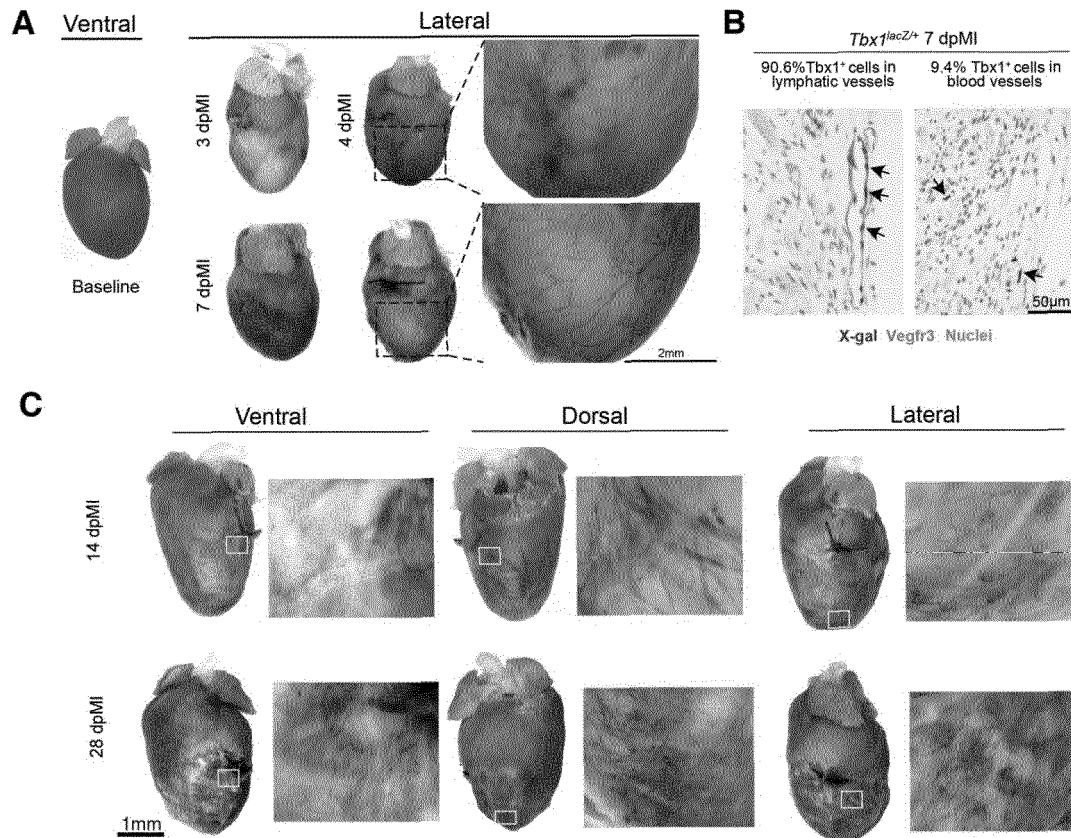 A
Ventral
Lateral
3 dpMI
4 dpMI
Baseline
7 dpMI
2mm
B
Tbx1lacZ/+ 7 dpMI
90.6%Tbx1+ cells in
lymphatic vessels
9.4% Tbx1+ cells in
blood vessels
50µm
X-gal Vegfr3 Nuclei
C
Ventral
Dorsal
Lateral
14 dpMI
28 dpMI
1mm